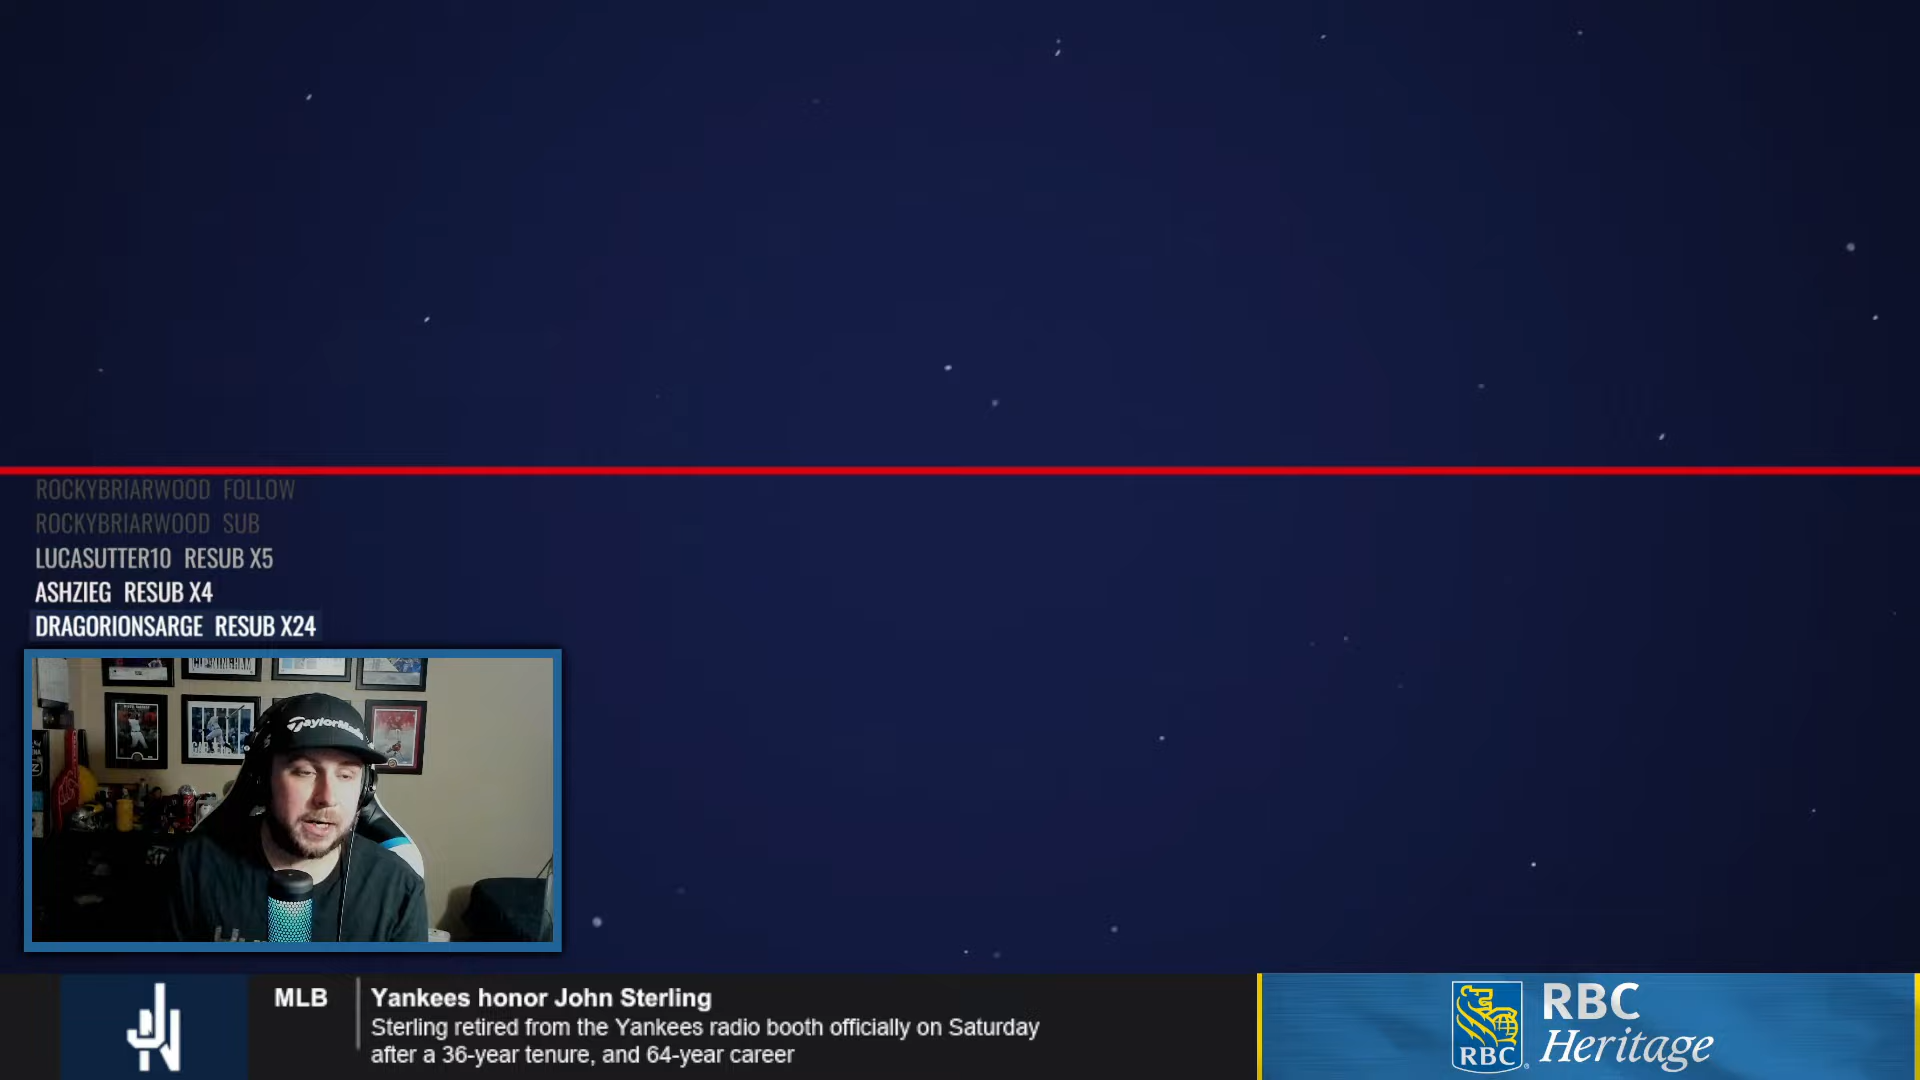 ROCKYBRIARWOOD FOLLOW
ROCKYBRIARWOOD SUB
LUCASUTTER10 RESUB X5
ASHZIEG RESUB X4
DRAGORIONSARGE RESUB X24
TaylorMade
MLB
Yankees honor John Sterling
Sterling retired from the Yankees radio booth officially on Saturday
after a 36-year tenure, and 64-year career
RBC
RBC
Heritage